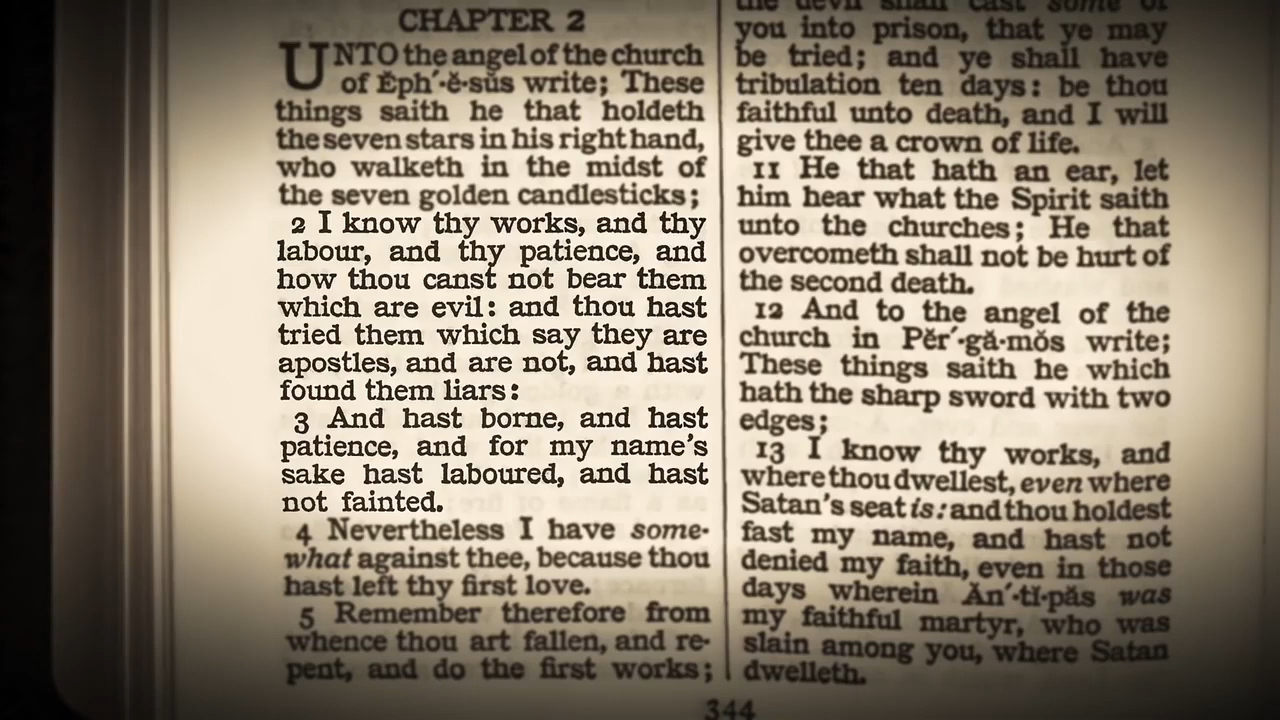 CHAPTER 2
UNTO the angel of the church
of Ĕph´·ĕ·sŭs write; These
things saith he that holdeth
the seven stars in his right hand,
who walketh in the midst of
the seven golden candlesticks;
2 I know thy works, and thy
labour, and thy patience, and
how thou canst not bear them
which are evil: and thou hast
tried them which say they are
apostles, and are not, and hast
found them liars:
3 And hast borne, and hast
patience, and for my name's
sake hast laboured, and hast
not fainted.
4 Nevertheless I have some-
what against thee, because thou
hast left thy first love.
5 Remember therefore from
whence thou art fallen, and re-
pent, and do the first works;
the devil shall cast some of
you into prison, that ye may
be tried; and ye shall have
tribulation ten days: be thou
faithful unto death, and I will
give thee a crown of life.
11 He that hath an ear, let
him hear what the Spirit saith
unto the churches; He that
overcometh shall not be hurt of
the second death.
12 And to the angel of the
church in Pĕr´·gă·mŏs write;
These things saith he which
hath the sharp sword with two
edges;
13 I know thy works, and
where thou dwellest, even where
Satan's seat is: and thou holdest
fast my name, and hast not
denied my faith, even in those
days wherein Ăn´·tĭ·păs was
my faithful martyr, who was
slain among you, where Satan
dwelleth.
344